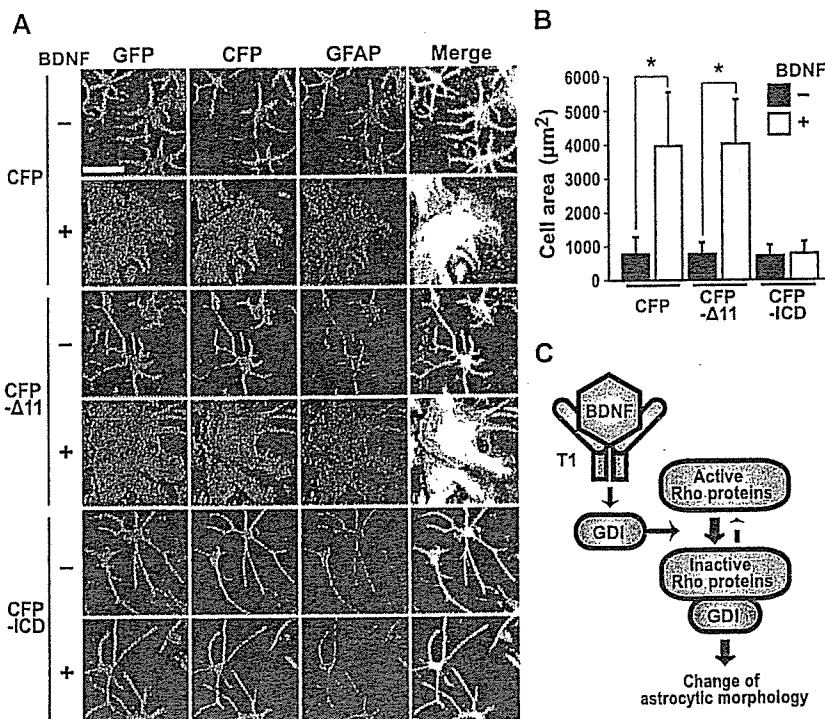 A
BDNF GFP CFP GFAP Merge
CFP
−
+
CFP
-Δ11
−
+
CFP
-ICD
−
+
B
BDNF
−
+
* *
Cell area (μm²)
6000
5000
4000
3000
2000
1000
0
CFP
CFP
-Δ11
CFP
-ICD
C
BDNF
T1
GDI
Active
Rho proteins
Inactive
Rho proteins
GDI
Change of
astrocytic morphology